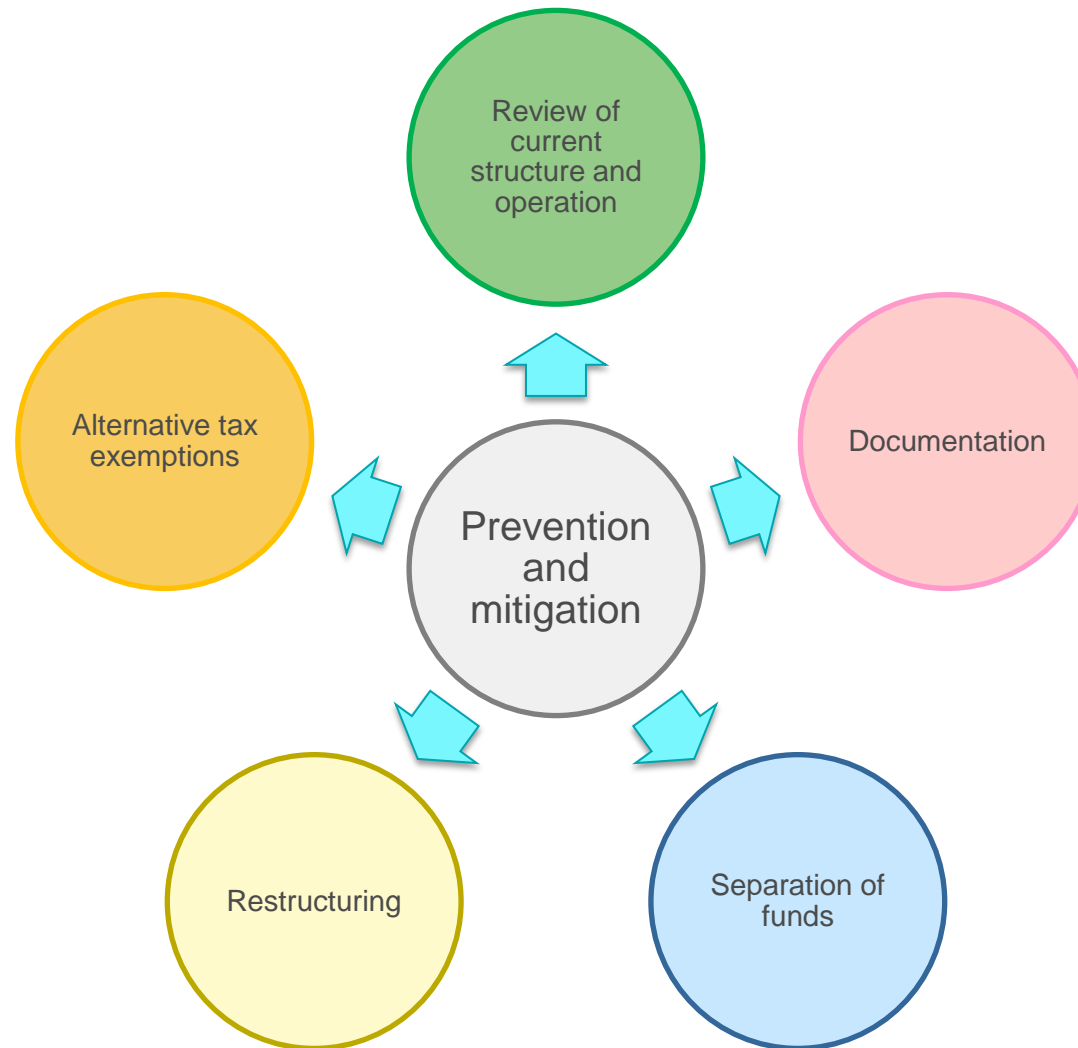 Review of
current
structure and
operation
Alternative tax
exemptions
Documentation
Prevention
and
mitigation
Restructuring
Separation of
funds